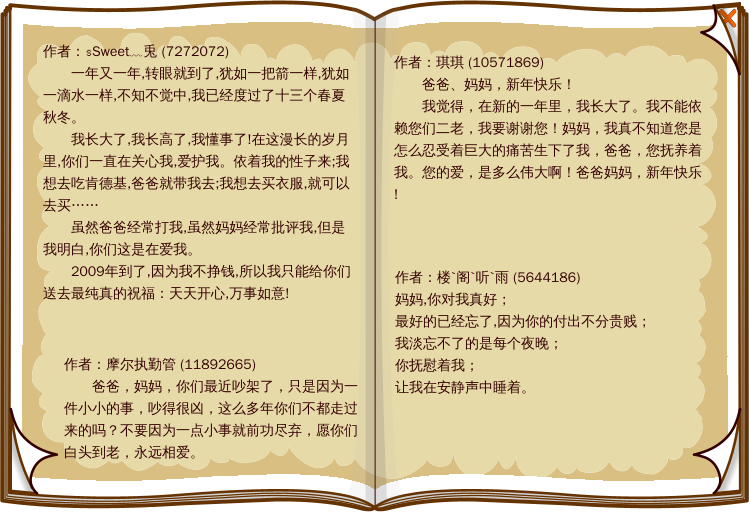 作者：sSweet﹏兎 (7272072)
一年又一年,转眼就到了,犹如一把箭一样,犹如
一滴水一样,不知不觉中,我已经度过了十三个春夏
秋冬。
我长大了,我长高了,我懂事了!在这漫长的岁月
里,你们一直在关心我,爱护我。依着我的性子来;我
想去吃肯德基,爸爸就带我去;我想去买衣服,就可以
去买……
虽然爸爸经常打我,虽然妈妈经常批评我,但是
我明白,你们这是在爱我。
2009年到了,因为我不挣钱,所以我只能给你们
送去最纯真的祝福：天天开心,万事如意!
作者：摩尔执勤管 (11892665)
爸爸，妈妈，你们最近吵架了，只是因为一
件小小的事，吵得很凶，这么多年你们不都走过
来的吗？不要因为一点小事就前功尽弃，愿你们
白头到老，永远相爱。
作者：琪琪 (10571869)
爸爸、妈妈，新年快乐！
我觉得，在新的一年里，我长大了。我不能依
赖您们二老，我要谢谢您！妈妈，我真不知道您是
怎么忍受着巨大的痛苦生下了我，爸爸，您抚养着
我。您的爱，是多么伟大啊！爸爸妈妈，新年快乐
！
作者：楼`阁`听`雨 (5644186)
妈妈,你对我真好；
最好的已经忘了,因为你的付出不分贵贱；
我淡忘不了的是每个夜晚；
你抚慰着我；
让我在安静声中睡着。